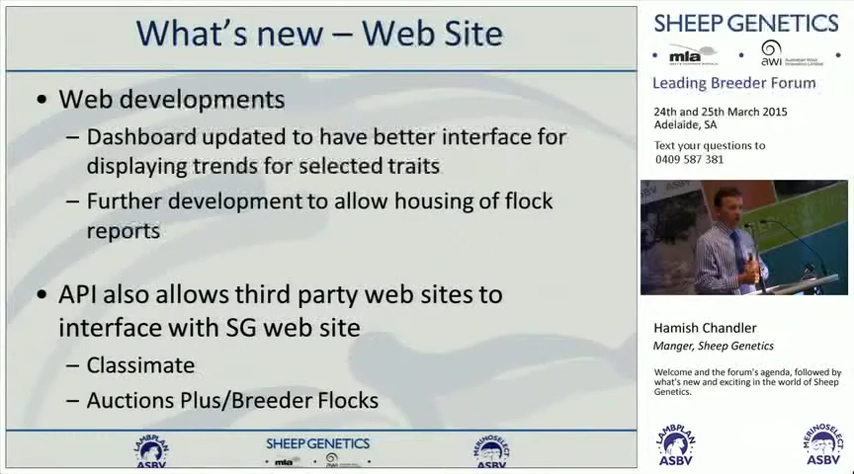 What's new – Web Site
• Web developments
– Dashboard updated to have better interface for
displaying trends for selected traits
– Further development to allow housing of flock
reports
• API also allows third party web sites to
interface with SG web site
– Classimate
– Auctions Plus/Breeder Flocks
LAMBPLAN
ASBV
SHEEP GENETICS
mla
awi
MERINOSELECT
ASBV
SHEEP GENETICS
mla
awi
Leading Breeder Forum
24th and 25th March 2015
Adelaide, SA
Text your questions to
0409 587 381
ASBV
ASBV
Hamish Chandler
Manger, Sheep Genetics
Welcome and the forum's agenda, followed by
what's new and exciting in the world of Sheep
Genetics.
LAMBPLAN
ASBV
MERINOSELECT
ASBV